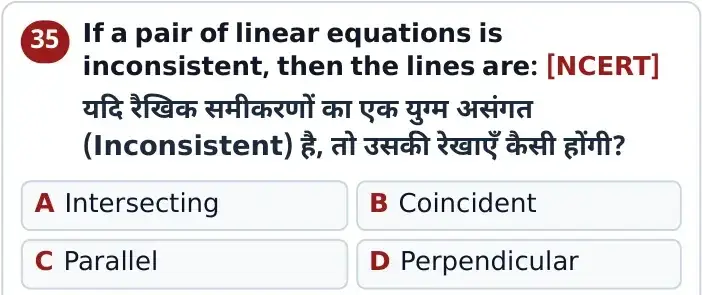 35 If a pair of linear equations is
inconsistent, then the lines are: [NCERT]
यदि रैखिक समीकरणों का एक युग्म असंगत
(Inconsistent) है, तो उसकी रेखाएँ कैसी होंगी?
A Intersecting
B Coincident
C Parallel
D Perpendicular